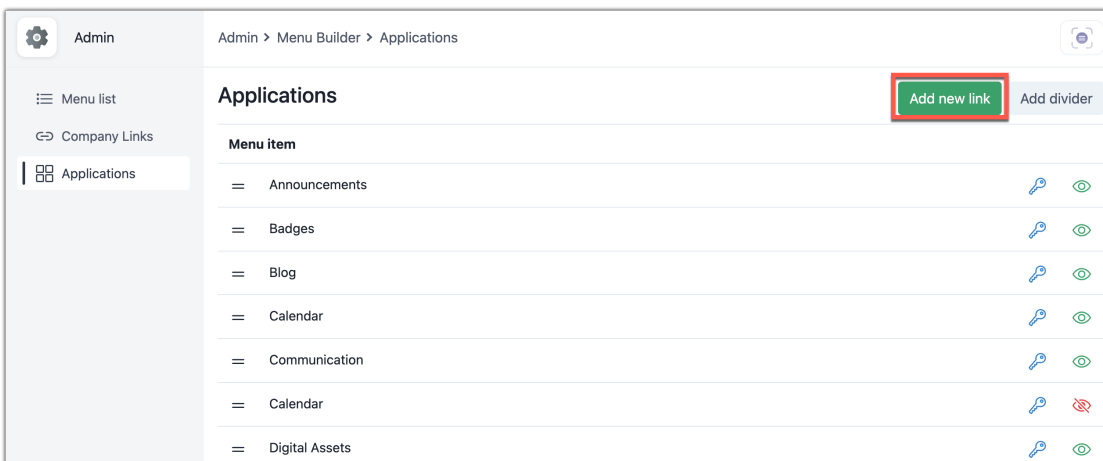 Admin
Admin > Menu Builder > Applications
Menu list
Company Links
Applications
Applications
Add new link
Add divider
Menu item
Announcements
Badges
Blog
Calendar
Communication
Calendar
Digital Assets